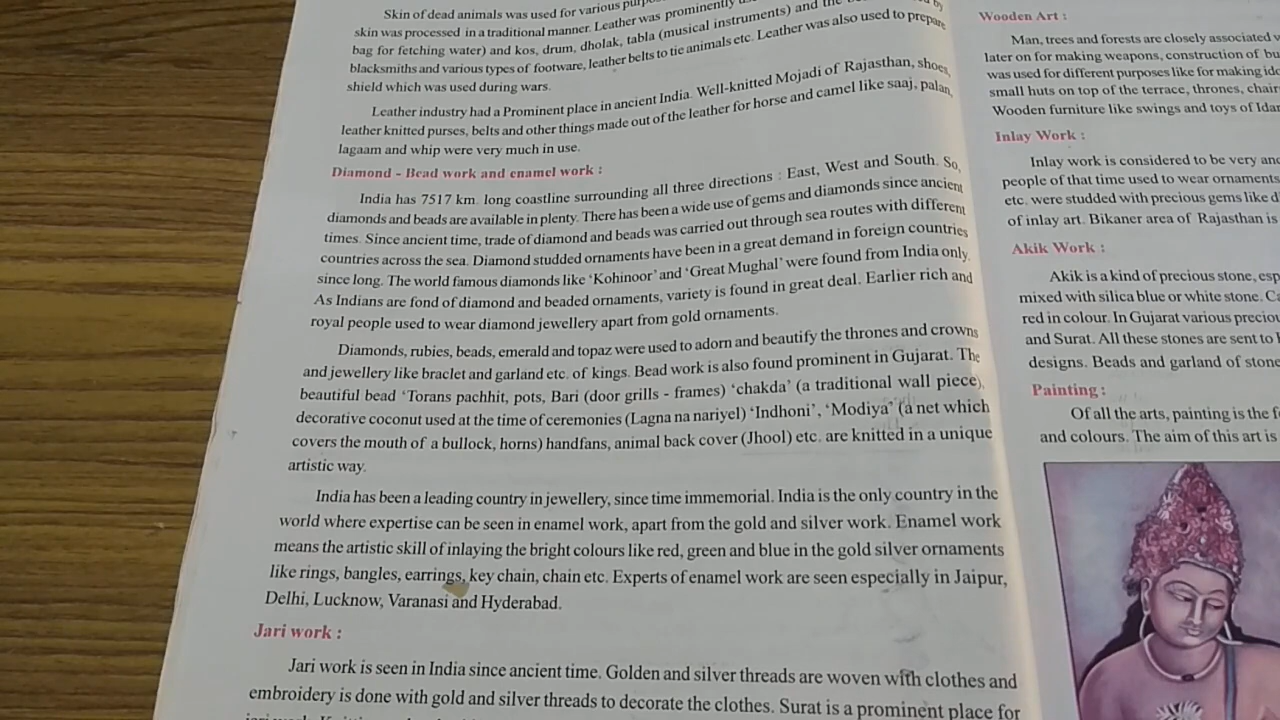 Skin of dead animals was used for various
skin was processed in a traditional manner. Leather was prominently
bag for fetching water) and kos, drum, dholak, tabla (musical instruments) and the by
blacksmiths and various types of footware, leather belts to tie animals etc. Leather was also used to prepare
shield which was used during wars.
Leather industry had a Prominent place in ancient India. Well-knitted Mojadi of Rajasthan, shoes,
leather knitted purses, belts and other things made out of the leather for horse and camel like saaj, palan,
lagaam and whip were very much in use.
Diamond - Bead work and enamel work :
India has 7517 km. long coastline surrounding all three directions : East, West and South. So,
diamonds and beads are available in plenty. There has been a wide use of gems and diamonds since ancient
times. Since ancient time, trade of diamond and beads was carried out through sea routes with different
countries across the sea. Diamond studded ornaments have been in a great demand in foreign countries
since long. The world famous diamonds like 'Kohinoor' and 'Great Mughal' were found from India only.
As Indians are fond of diamond and beaded ornaments, variety is found in great deal. Earlier rich and
royal people used to wear diamond jewellery apart from gold ornaments.
Diamonds, rubies, beads, emerald and topaz were used to adorn and beautify the thrones and crowns
and jewellery like braclet and garland etc. of kings. Bead work is also found prominent in Gujarat. The
beautiful bead 'Torans pachhit, pots, Bari (door grills - frames) 'chakda' (a traditional wall piece),
decorative coconut used at the time of ceremonies (Lagna na nariyel) 'Indhoni', 'Modiya' (a net which
covers the mouth of a bullock, horns) handfans, animal back cover (Jhool) etc. are knitted in a unique
artistic way.
India has been a leading country in jewellery, since time immemorial. India is the only country in the
world where expertise can be seen in enamel work, apart from the gold and silver work. Enamel work
means the artistic skill of inlaying the bright colours like red, green and blue in the gold silver ornaments
like rings, bangles, earrings, key chain, chain etc. Experts of enamel work are seen especially in Jaipur,
Delhi, Lucknow, Varanasi and Hyderabad.
Jari work :
Jari work is seen in India since ancient time. Golden and silver threads are woven with clothes and
embroidery is done with gold and silver threads to decorate the clothes. Surat is a prominent place for
Wooden Art :
Man, trees and forests are closely associated
later on for making weapons, construction of
was used for different purposes like for making
small huts on top of the terrace, thrones,
Wooden furniture like swings and toys of
Inlay Work :
Inlay work is considered to be very
people of that time used to wear ornaments
etc. were studded with precious gems like
of inlay art. Bikaner area of Rajasthan is
Akik Work :
Akik is a kind of precious stone,
mixed with silica blue or white stone.
red in colour. In Gujarat various
and Surat. All these stones are sent to
designs. Beads and garland of
Painting :
Of all the arts, painting is the
and colours. The aim of this art is